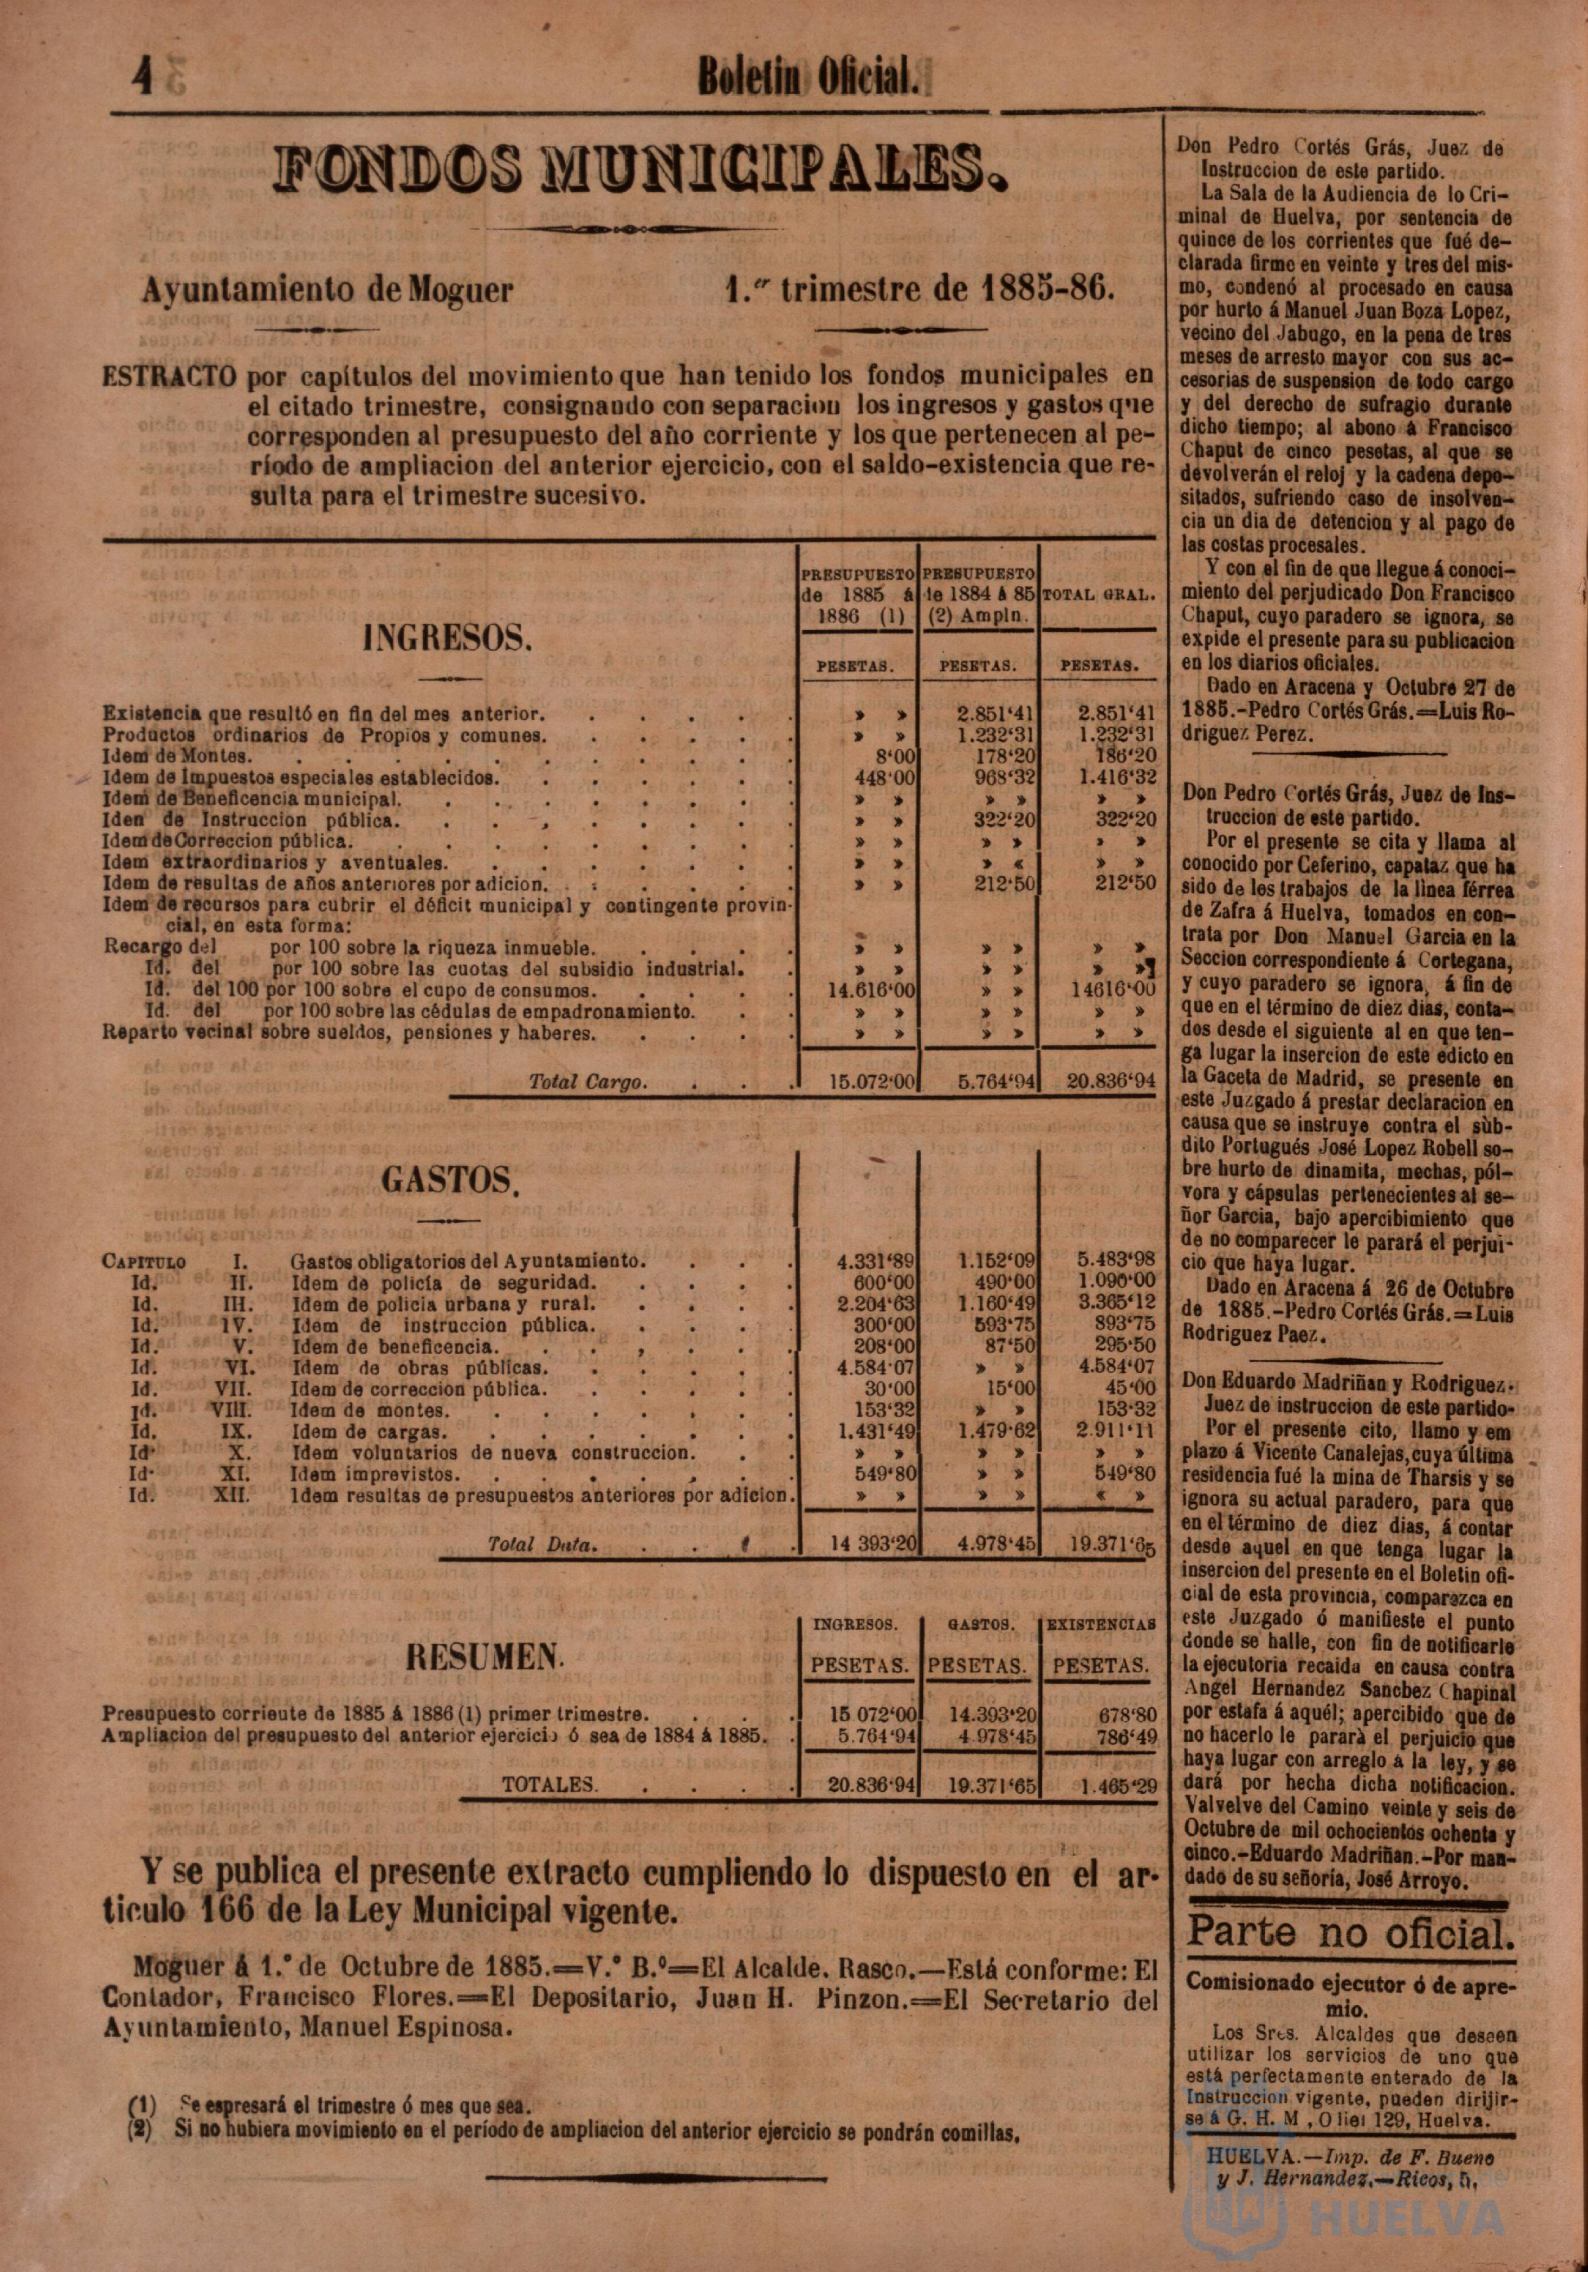 4
Boletin Oficial.
FONDOS MUNICIPALES.
Ayuntamiento de Moguer 1.er trimestre de 1885-86.
ESTRACTO por capítulos del movimiento que han tenido los fondos municipales en
el citado trimestre, consignando con separacion los ingresos y gastos que
corresponden al presupuesto del año corriente y los que pertenecen al pe-
ríodo de ampliacion del anterior ejercicio, con el saldo-existencia que re-
sulta para el trimestre sucesivo.
INGRESOS.
PRESUPUESTO de 1885 á 1886 (1) PRESUPUESTO de 1884 á 85 (2) Ampln. TOTAL GRAL.
PESETAS. PESETAS. PESETAS.
Existencia que resultó en fin del mes anterior. » » 2.851‘41 2.851‘41
Productos ordinarios de Propios y comunes. » » 1.232‘31 1.232‘31
Idem de Montes. 8‘00 178‘20 186‘20
Idem de Impuestos especiales establecidos. 448‘00 968‘32 1.416‘32
Idem de Beneficencia municipal. » » » » » »
Iden de Instruccion pública. » » 322‘20 322‘20
Idem de Correccion pública. » » » » » »
Idem extraordinarios y aventuales. » » » « » »
Idem de resultas de años anteriores por adicion. » » 212‘50 212‘50
Idem de recursos para cubrir el déficit municipal y contingente provin-
cial, en esta forma:
Recargo del por 100 sobre la riqueza inmueble. » » » » » »
Id. del por 100 sobre las cuotas del subsidio industrial. » » » » » »
Id. del 100 por 100 sobre el cupo de consumos. 14.616‘00 » » 14616‘00
Id. del por 100 sobre las cédulas de empadronamiento. » » » » » »
Reparto vecinal sobre sueldos, pensiones y haberes. » » » » » »
Total Cargo. 15.072‘00 5.764‘94 20.836‘94
GASTOS.
CAPITULO I. Gastos obligatorios del Ayuntamiento. 4.331‘89 1.152‘09 5.483‘98
Id. II. Idem de policía de seguridad. 600‘00 490‘00 1.090‘00
Id. III. Idem de policia urbana y rural. 2.204‘63 1.160‘49 3.365‘12
Id. IV. Idem de instruccion pública. 300‘00 593‘75 893‘75
Id. V. Idem de beneficencia. 208‘00 87‘50 295‘50
Id. VI. Idem de obras públicas. 4.584‘07 » » 4.584‘07
Id. VII. Idem de correccion pública. 30‘00 15‘00 45‘00
Id. VIII. Idem de montes. 153‘32 » » 153‘32
Id. IX. Idem de cargas. 1.431‘49 1.479‘62 2.911‘11
Id· X. Idem voluntarios de nueva construccion. » » » » » »
Id· XI. Idem imprevistos. 549‘80 » » 549‘80
Id. XII. Idem resultas de presupuestos anteriores por adicion. » » » » « »
Total Data. 14 393‘20 4.978‘45 19.371‘65
RESUMEN.
INGRESOS. GASTOS. EXISTENCIAS
PESETAS. PESETAS. PESETAS.
Presupuesto corriente de 1885 á 1886 (1) primer trimestre. 15 072‘00 14.393‘20 678‘80
Ampliacion del presupuesto del anterior ejercicio ó sea de 1884 á 1885. 5.764‘94 4.978‘45 786‘49
TOTALES. 20.836‘94 19.371‘65 1.465‘29
Y se publica el presente extracto cumpliendo lo dispuesto en el ar-
ticulo 166 de la Ley Municipal vigente.
Moguer á 1.º de Octubre de 1885.=V.º B.º=El Alcalde. Rasco.—Está conforme: El
Contador, Francisco Flores.=El Depositario, Juan H. Pinzon.=El Secretario del
Ayuntamiento, Manuel Espinosa.
(1) Se espresará el trimestre ó mes que sea.
(2) Si no hubiera movimiento en el período de ampliacion del anterior ejercicio se pondrán comillas.
Don Pedro Cortés Grás, Juez de
Instruccion de este partido.
La Sala de la Audiencia de lo Cri-
minal de Huelva, por sentencia de
quince de los corrientes que fué de-
clarada firme en veinte y tres del mis-
mo, condenó al procesado en causa
por hurto á Manuel Juan Boza Lopez,
vecino del Jabugo, en la pena de tres
meses de arresto mayor con sus ac-
cesorias de suspension de todo cargo
y del derecho de sufragio durante
dicho tiempo; al abono á Francisco
Chaput de cinco pesetas, al que se
devolverán el reloj y la cadena depo-
sitados, sufriendo caso de insolven-
cia un dia de detencion y al pago de
las costas procesales.
Y con el fin de que llegue á conoci-
miento del perjudicado Don Francisco
Chaput, cuyo paradero se ignora, se
expide el presente para su publicacion
en los diarios oficiales.
Dado en Aracena y Octubre 27 de
1885.-Pedro Cortés Grás.=Luis Ro-
driguez Perez.
Don Pedro Cortés Grás, Juez de Ins-
truccion de este partido.
Por el presente se cita y llama al
conocido por Ceferino, capataz que ha
sido de los trabajos de la linea férrea
de Zafra á Huelva, tomados en con-
trata por Don Manuel Garcia en la
Seccion correspondiente á Cortegana,
y cuyo paradero se ignora, á fin de
que en el término de diez dias, conta-
dos desde el siguiente al en que ten-
ga lugar la insercion de este edicto en
la Gaceta de Madrid, se presente en
este Juzgado á prestar declaracion en
causa que se instruye contra el súb-
dito Portugués José Lopez Robell so-
bre hurto de dinamita, mechas, pól-
vora y cápsulas pertenecientes al se-
ñor Garcia, bajo apercibimiento que
de no comparecer le parará el perjui-
cio que haya lugar.
Dado en Aracena á 26 de Octubre
de 1885.-Pedro Cortés Grás.=Luis
Rodriguez Paez.
Don Eduardo Madriñan y Rodriguez·
Juez de instruccion de este partido·
Por el presente cito, llamo y em
plazo á Vicente Canalejas, cuya última
residencia fué la mina de Tharsis y se
ignora su actual paradero, para que
en el término de diez dias, á contar
desde aquel en que tenga lugar la
insercion del presente en el Boletin ofi-
cial de esta provincia, comparezca en
este Juzgado ó manifieste el punto
donde se halle, con fin de notificarle
la ejecutoria recaida en causa contra
Angel Hernandez Sanchez Chapinal
por estafa á aquél; apercibido que de
no hacerlo le parará el perjuicio que
haya lugar con arreglo á la ley, y se
dará por hecha dicha notificacion.
Valvelve del Camino veinte y seis de
Octubre de mil ochocientos ochenta y
cinco.-Eduardo Madriñan.-Por man-
dado de su señoría, José Arroyo.
Parte no oficial.
Comisionado ejecutor ó de apre-
mio.
Los Sres. Alcaldes que deseen
utilizar los servicios de uno que
está perfectamente enterado de la
Instruccion vigente, pueden dirijir-
se á G. H. M, 129, Huelva.
HUELVA.—Imp. de F. Bueno
y J. Hernandez.—Ricos, 5.
HUELVA